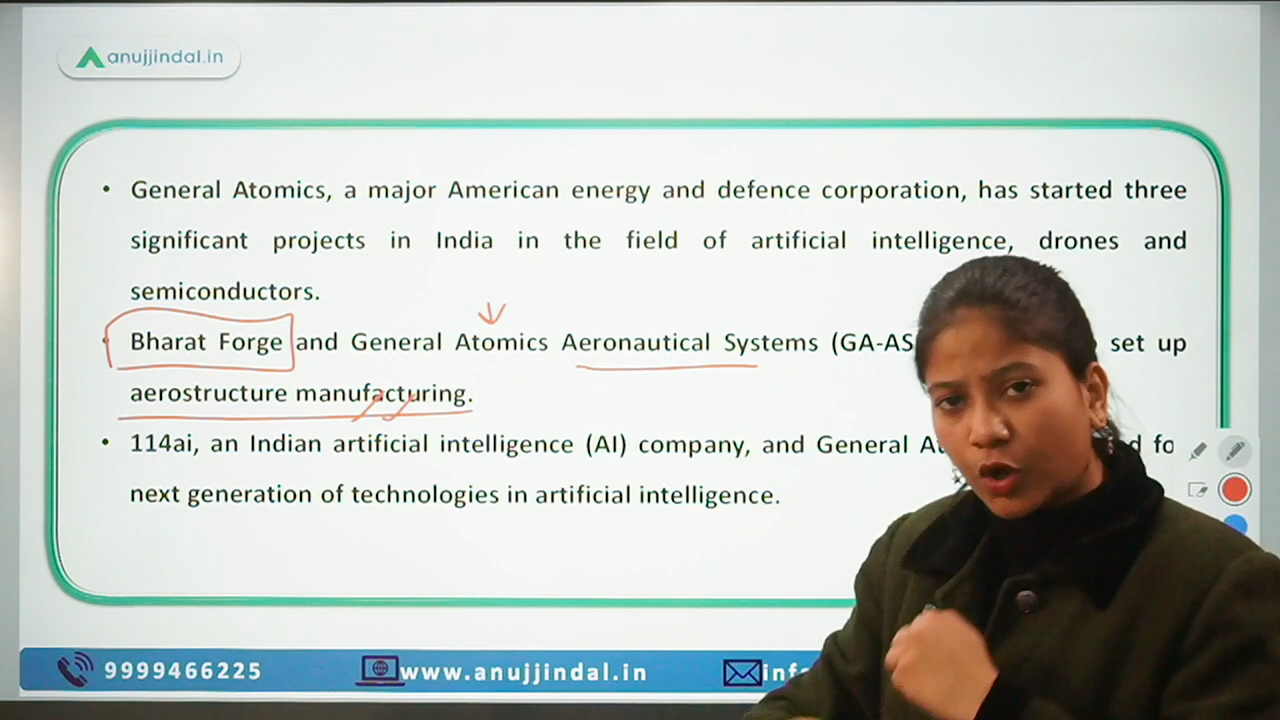 anujjindal.in
• General Atomics, a major American energy and defence corporation, has started three
significant projects in India in the field of artificial intelligence, drones and
semiconductors.
• Bharat Forge and General Atomics Aeronautical Systems (GA-AS set up
aerostructure manufacturing.
• 114ai, an Indian artificial intelligence (AI) company, and General
next generation of technologies in artificial intelligence.
9999466225 www.anujjindal.in